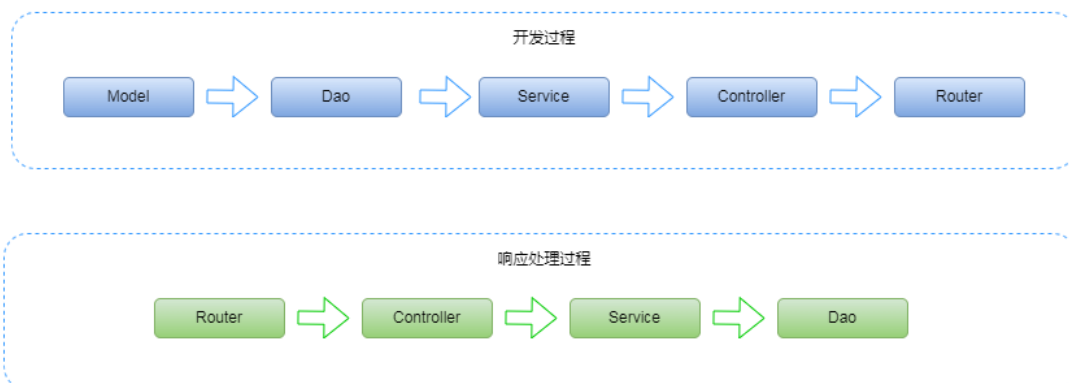 开发过程
Model Dao Service Controller Router
响应处理过程
Router Controller Service Dao